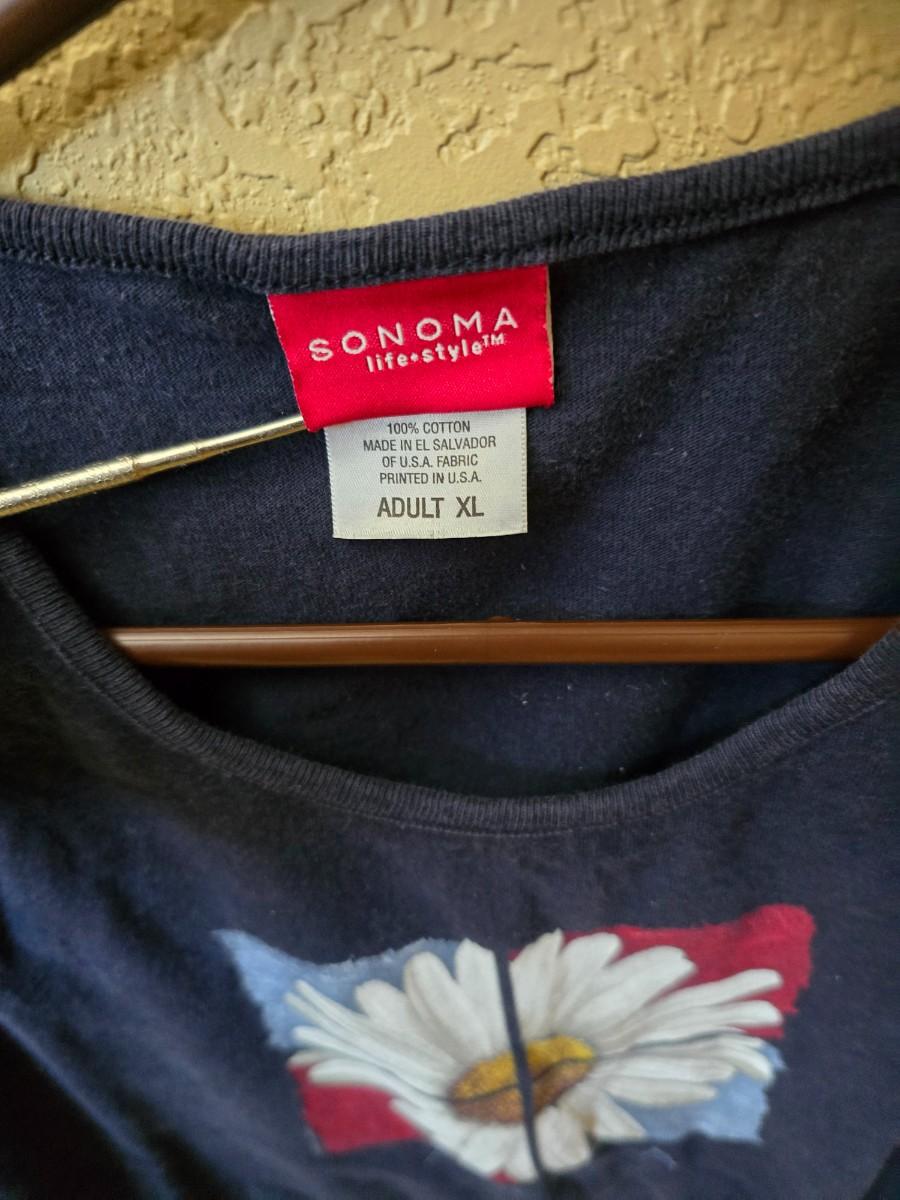 SONOMA
life•style™
100% COTTON
MADE IN EL SALVADOR
OF U.S.A. FABRIC
PRINTED IN U.S.A.
ADULT XL